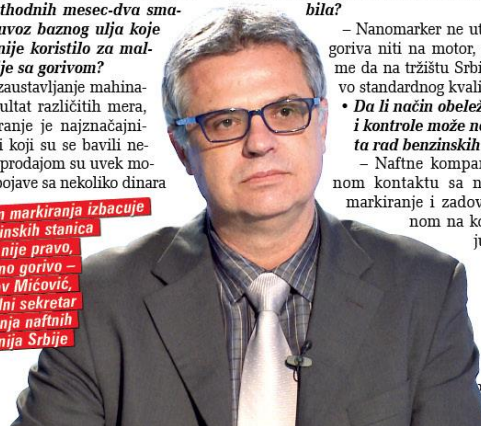 thodnih mesec-dva sma-
uvoz baznog ulja koje
nije koristilo za mal-
je sa gorivom?
zaustavljanje mahina-
ultat različitih mera,
ranje je najznačajni-
i koji su se bavili ne-
prodajom su uvek mo-
pojave sa nekoliko dinara
n markiranja izbacuje
inskih stanica
nije pravo,
no gorivo –
v Mićović,
lni sekretar
nja naftnih
nija Srbije
bila?
– Nanomarker ne ut
goriva niti na motor,
me da na tržištu Srbi
vo standardnog kvali
• Da li način obelež
i kontrole može ne
ta rad benzinskih
– Naftne kompan
nom kontaktu sa n
markiranje i zadov
nom na ko
ju